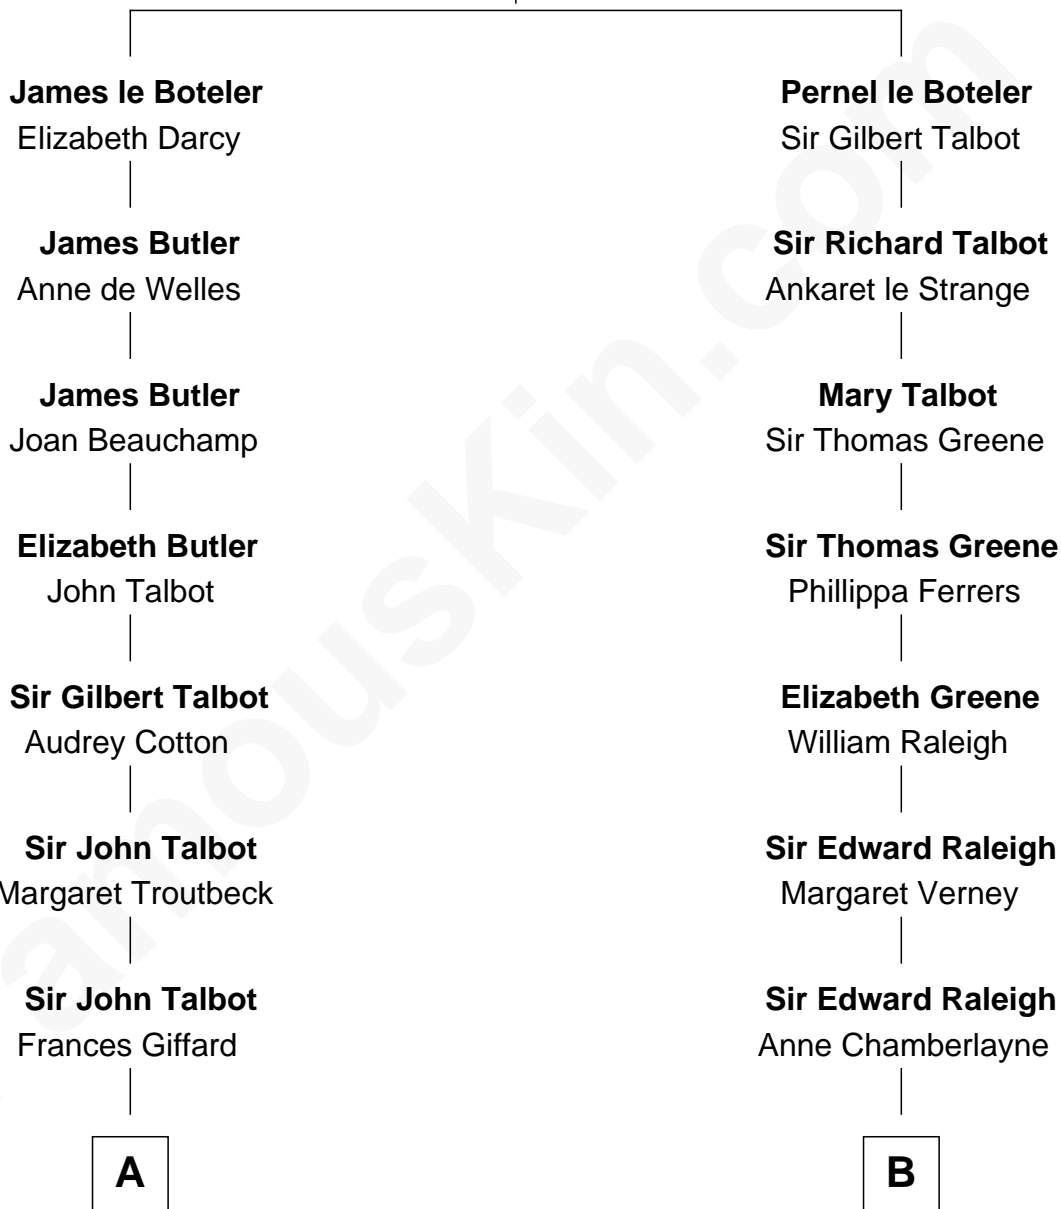 James le Boteler
Elizabeth Darcy
James Butler
Anne de Welles
James Butler
Joan Beauchamp
Elizabeth Butler
John Talbot
Sir Gilbert Talbot
Audrey Cotton
Sir John Talbot
Margaret Troutbeck
Sir John Talbot
Frances Giffard
A
Pernel le Boteler
Sir Gilbert Talbot
Sir Richard Talbot
Ankaret le Strange
Mary Talbot
Sir Thomas Greene
Sir Thomas Greene
Phillippa Ferrers
Elizabeth Greene
William Raleigh
Sir Edward Raleigh
Margaret Verney
Sir Edward Raleigh
Anne Chamberlayne
B
famouskin.com